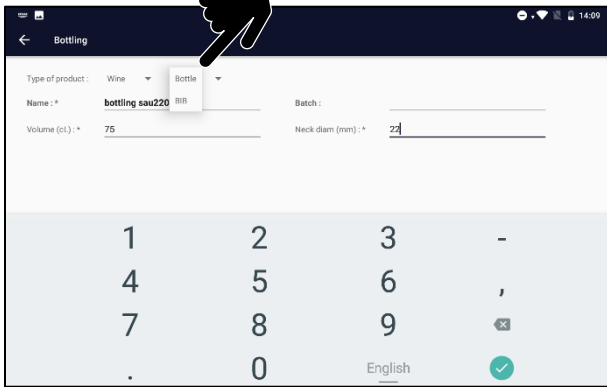 14:09
Bottling
Type of product : Wine Bottle
BIB
Name : * bottling sau220 Batch :
Volume (cl.) : * 75 Neck diam (mm) : * 22
1 2 3 -
4 5 6 ,
7 8 9
. 0 English